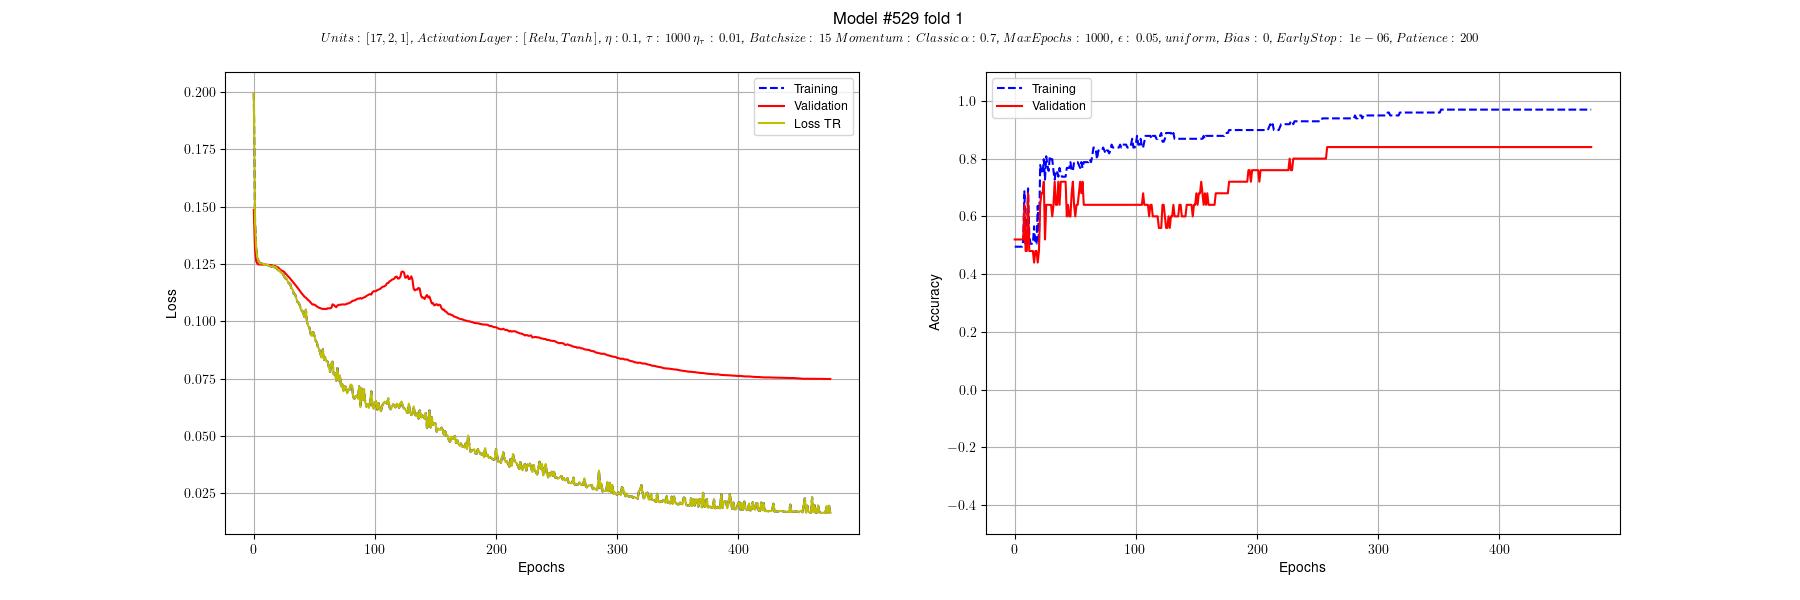 Model #529 fold 1
Units : [17, 2, 1], ActivationLayer : [Relu, Tanh], η : 0.1, τ : 1000 ητ : 0.01, Batchsize : 15 Momentum : Classic α : 0.7, MaxEpochs : 1000, ϵ : 0.05, uniform, Bias : 0, EarlyStop : 1e − 06, Patience : 200
Training
Validation
Loss TR
0.200
0.175
0.150
0.125
0.100
0.075
0.050
0.025
Loss
0 100 200 300 400
Epochs
Training
Validation
1.0
0.8
0.6
0.4
0.2
0.0
−0.2
−0.4
Accuracy
0 100 200 300 400
Epochs